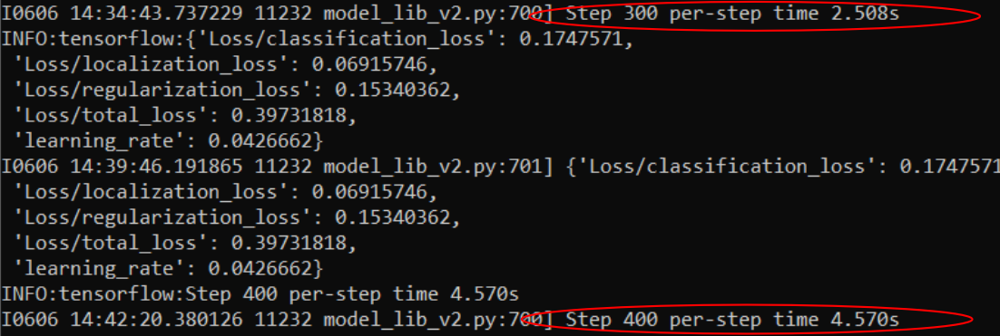 I0606 14:34:43.737229 11232 model_lib_v2.py:700] Step 300 per-step time 2.508s
INFO:tensorflow:{'Loss/classification_loss': 0.1747571,
 'Loss/localization_loss': 0.06915746,
 'Loss/regularization_loss': 0.15340362,
 'Loss/total_loss': 0.39731818,
 'learning_rate': 0.0426662}
I0606 14:39:46.191865 11232 model_lib_v2.py:701] {'Loss/classification_loss': 0.1747571
 'Loss/localization_loss': 0.06915746,
 'Loss/regularization_loss': 0.15340362,
 'Loss/total_loss': 0.39731818,
 'learning_rate': 0.0426662}
INFO:tensorflow:Step 400 per-step time 4.570s
I0606 14:42:20.380126 11232 model_lib_v2.py:700] Step 400 per-step time 4.570s